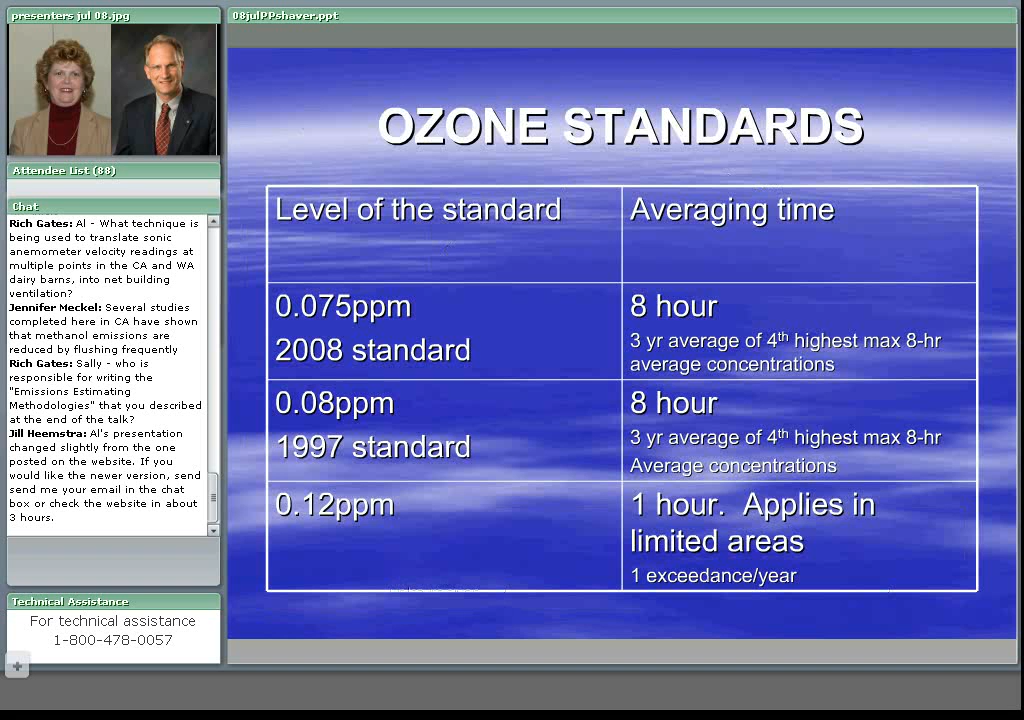 presenters jul 08.jpg
Attendee List (88)
Chat
Rich Gates: Al - What technique is
being used to translate sonic
anemometer velocity readings at
multiple points in the CA and WA
dairy barns, into net building
ventilation?
Jennifer Meckel: Several studies
completed here in CA have shown
that methanol emissions are
reduced by flushing frequently
Rich Gates: Sally - who is
responsible for writing the
"Emissions Estimating
Methodologies" that you described
at the end of the talk?
Jill Heemstra: Al's presentation
changed slightly from the one
posted on the website. If you
would like the newer version, send
send me your email in the chat
box or check the website in about
3 hours.
Technical Assistance
For technical assistance
1-800-478-0057
08julPPshaver.ppt
OZONE STANDARDS
Level of the standard
Averaging time
0.075ppm
2008 standard
8 hour
3 yr average of 4th highest max 8-hr
average concentrations
0.08ppm
1997 standard
8 hour
3 yr average of 4th highest max 8-hr
Average concentrations
0.12ppm
1 hour. Applies in
limited areas
1 exceedance/year